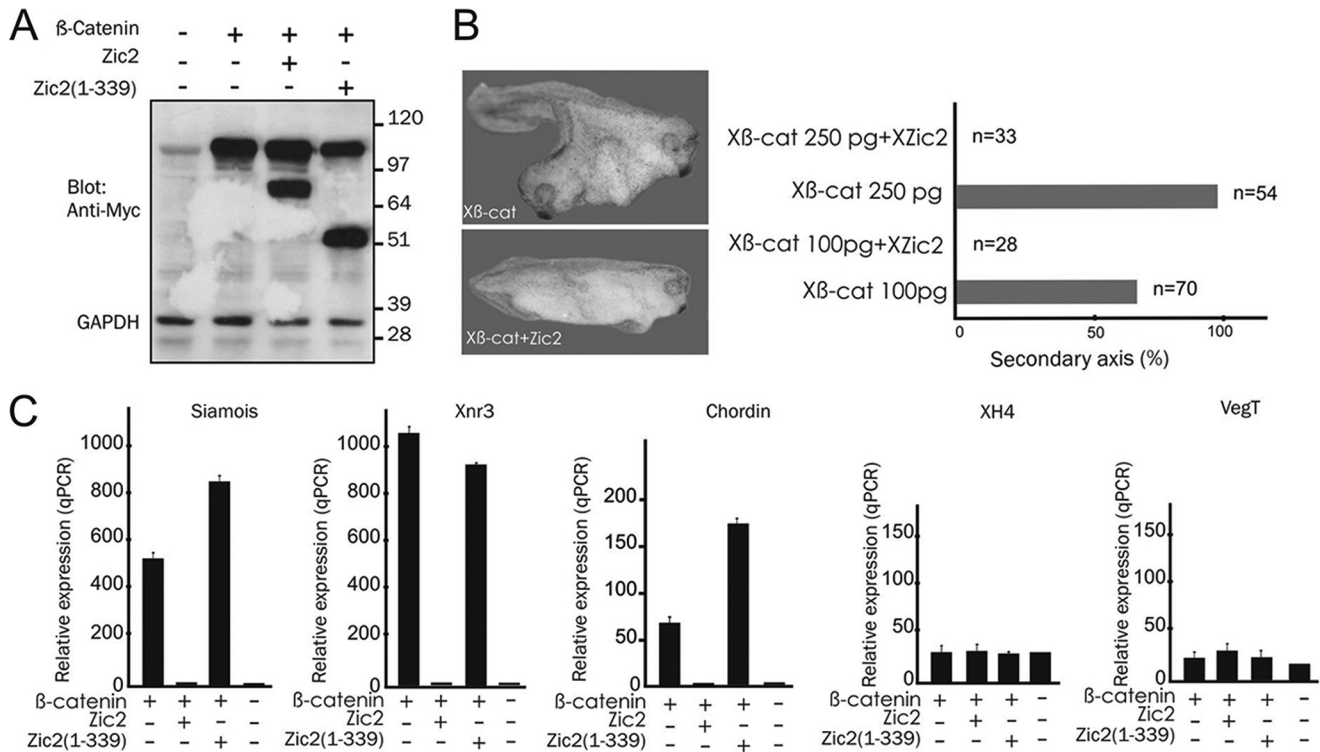 A
ß-Catenin - + + +
Zic2 - - + -
Zic2(1-339) - - - +
120
97
64
51
39
28
Blot:
Anti-Myc
GAPDH
B
Xß-cat
Xß-cat+Zic2
Xß-cat 250 pg+XZic2 n=33
Xß-cat 250 pg n=54
Xß-cat 100pg+XZic2 n=28
Xß-cat 100pg n=70
0 50 100
Secondary axis (%)
C
Siamois
Relative expression (qPCR)
1000
800
600
400
200
0
ß-catenin + + + -
Zic2 - + - -
Zic2(1-339) - - + -
Xnr3
Relative expression (qPCR)
1000
800
600
400
200
0
ß-catenin + + + -
Zic2 - + - -
Zic2(1-339) - - + -
Chordin
Relative expression (qPCR)
200
150
100
50
0
ß-catenin + + + -
Zic2 - + - -
Zic2(1-339) - - + -
XH4
Relative expression (qPCR)
150
100
50
0
ß-catenin + + + -
Zic2 - + - -
Zic2(1-339) - - + -
VegT
Relative expression (qPCR)
150
100
50
0
ß-catenin + + + -
Zic2 - + - -
Zic2(1-339) - - + -